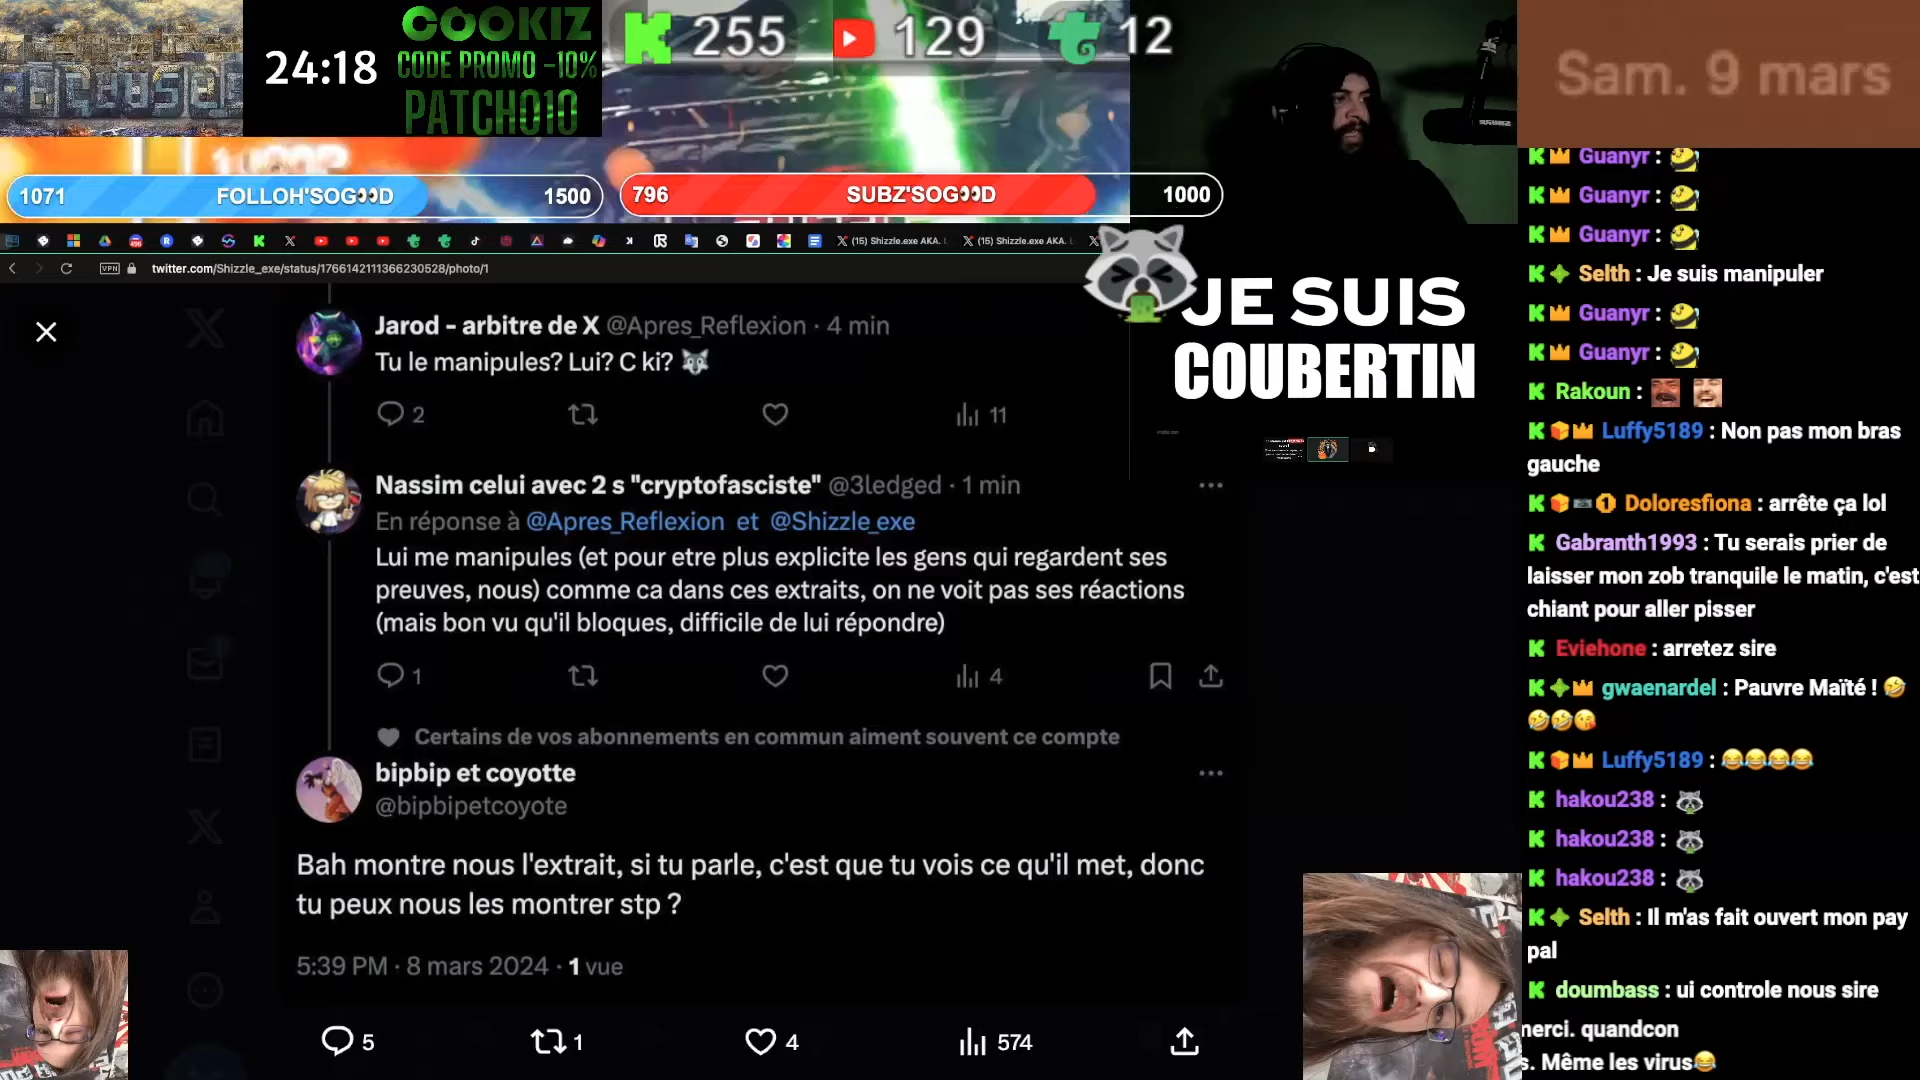 24:18
COOKIZ
CODE PROMO -10%
PATCHO10
255
129
12
Sam. 9 mars
1071
FOLLOH'SOG👀D
1500
796
SUBZ'SOG👀D
1000
(15) Shizzle.exe AKA.
(15) Shizzle.exe AKA.
VPN
twitter.com/Shizzle_exe/status/1766142111366230528/photo/1
JE SUIS
COUBERTIN
Jarod - arbitre de X @Apres_Reflexion · 4 min
Tu le manipules? Lui? C ki? 🐺
2
11
Nassim celui avec 2 s "cryptofasciste" @3ledged · 1 min
En réponse à @Apres_Reflexion et @Shizzle_exe
Lui me manipules (et pour etre plus explicite les gens qui regardent ses
preuves, nous) comme ca dans ces extraits, on ne voit pas ses réactions
(mais bon vu qu'il bloques, difficile de lui répondre)
1
4
Certains de vos abonnements en commun aiment souvent ce compte
bipbip et coyotte
@bipbipetcoyote
Bah montre nous l'extrait, si tu parle, c'est que tu vois ce qu'il met, donc
tu peux nous les montrer stp ?
5:39 PM · 8 mars 2024 · 1 vue
5
1
4
574
Guanyr :
Guanyr :
Guanyr :
Selth : Je suis manipuler
Guanyr :
Guanyr :
Rakoun :
Luffy5189 : Non pas mon bras
gauche
Doloresfiona : arrête ça lol
Gabranth1993 : Tu serais prier de
laisser mon zob tranquile le matin, c'est
chiant pour aller pisser
Eviehone : arretez sire
gwaenardel : Pauvre Maïté ! 🤣
🤣🤣😘
Luffy5189 : 😂😂😂😂
hakou238 : 🦝
hakou238 : 🦝
hakou238 : 🦝
Selth : Il m'as fait ouvert mon pay
pal
doumbass : ui controle nous sire
merci. quandcon
s. Même les virus😂